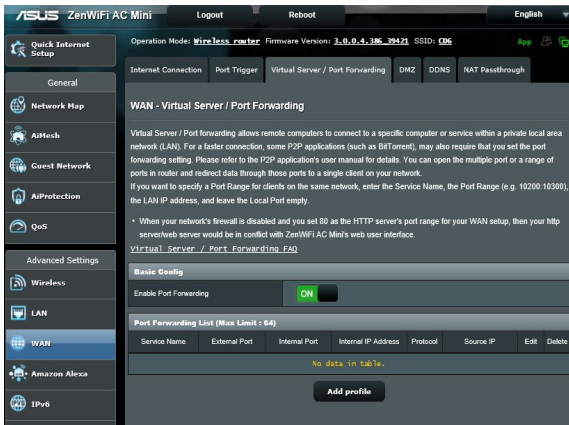 ASUS ZenWiFi AC Mini Logout Reboot English
Quick Internet
Setup
General
Network Map
AiMesh
Guest Network
AiProtection
QoS
Advanced Settings
Wireless
LAN
WAN
Amazon Alexa
IPv6
Operation Mode: Wireless router Firmware Version: 3.0.0.4.386_39421 SSID: CD6 App
Internet Connection Port Trigger Virtual Server / Port Forwarding DMZ DDNS NAT Passthrough
WAN - Virtual Server / Port Forwarding
Virtual Server / Port forwarding allows remote computers to connect to a specific computer or service within a private local area
network (LAN). For a faster connection, some P2P applications (such as BitTorrent), may also require that you set the port
forwarding setting. Please refer to the P2P application's user manual for details. You can open the multiple port or a range of
ports in router and redirect data through those ports to a single client on your network.
If you want to specify a Port Range for clients on the same network, enter the Service Name, the Port Range (e.g. 10200:10300),
the LAN IP address, and leave the Local Port empty.
• When your network's firewall is disabled and you set 80 as the HTTP server's port range for your WAN setup, then your http
server/web server would be in conflict with ZenWiFi AC Mini's web user interface.
Virtual Server / Port Forwarding FAQ
Basic Config
Enable Port Forwarding ON
Port Forwarding List (Max Limit : 64)
Service Name External Port Internal Port Internal IP Address Protocol Source IP Edit Delete
No data in table.
Add profile